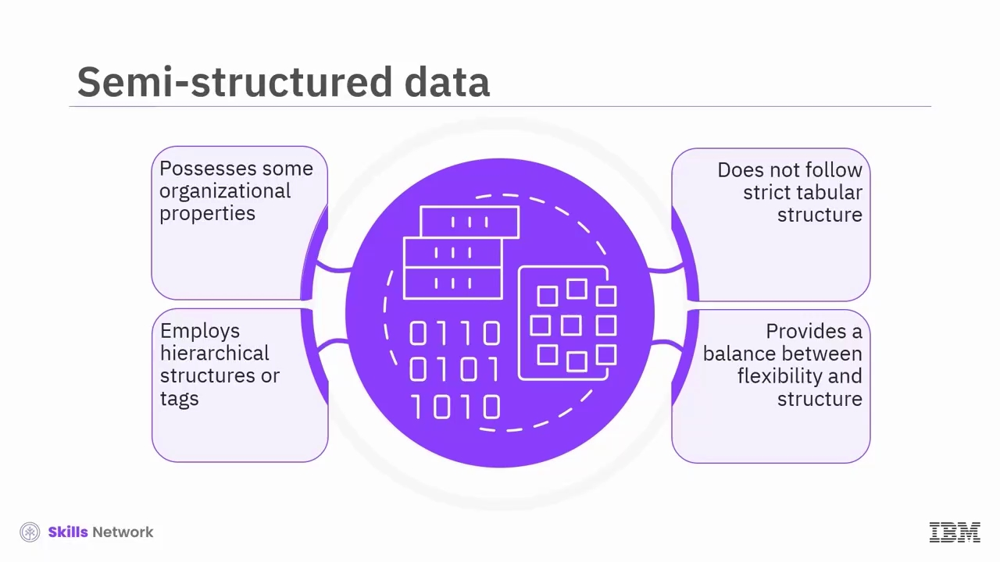 Semi-structured data
Possesses some
organizational
properties
Does not follow
strict tabular
structure
Employs
hierarchical
structures or
tags
Provides a
balance between
flexibility and
structure
0110
0101
1010
Skills Network
IBM